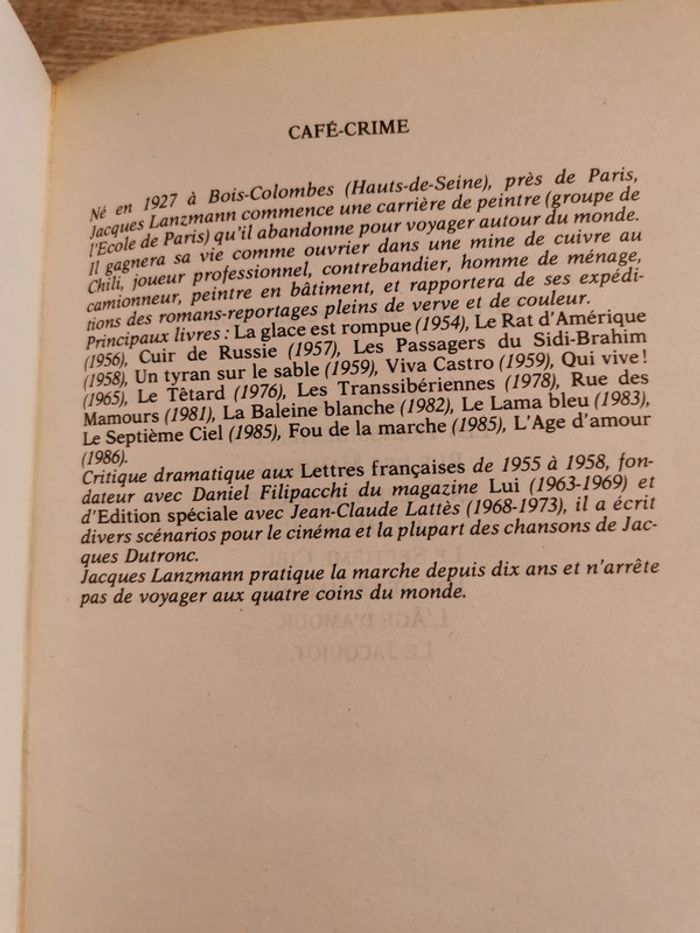 CAFÉ-CRIME
Né en 1927 à Bois-Colombes (Hauts-de-Seine), près de Paris,
Jacques Lanzmann commence une carrière de peintre (groupe de
l'Ecole de Paris) qu'il abandonne pour voyager autour du monde.
Il gagnera sa vie comme ouvrier dans une mine de cuivre au
Chili, joueur professionnel, contrebandier, homme de ménage,
camionneur, peintre en bâtiment, et rapportera de ses expédi-
tions des romans-reportages pleins de verve et de couleur.
Principaux livres : La glace est rompue (1954), Le Rat d'Amérique
(1956), Cuir de Russie (1957), Les Passagers du Sidi-Brahim
(1958), Un tyran sur le sable (1959), Viva Castro (1959), Qui vive !
(1965), Le Têtard (1976), Les Transsibériennes (1978), Rue des
Mamours (1981), La Baleine blanche (1982), Le Lama bleu (1983),
Le Septième Ciel (1985), Fou de la marche (1985), L'Age d'amour
(1986).
Critique dramatique aux Lettres françaises de 1955 à 1958, fon-
dateur avec Daniel Filipacchi du magazine Lui (1963-1969) et
d'Edition spéciale avec Jean-Claude Lattès (1968-1973), il a écrit
divers scénarios pour le cinéma et la plupart des chansons de Jac-
ques Dutronc.
Jacques Lanzmann pratique la marche depuis dix ans et n'arrête
pas de voyager aux quatre coins du monde.
L'ÂGE D'AMOUR
LE JACQUIOT